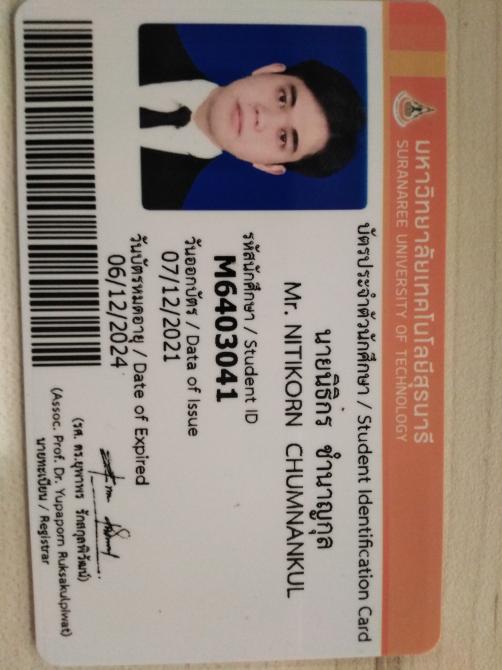 มหาวิทยาลัยเทคโนโลยีสุรนารี
SURANAREE UNIVERSITY OF TECHNOLOGY
บัตรประจำตัวนักศึกษา / Student Identification Card
นายนิธิกร ชำนาญกุล
Mr. NITIKORN CHUMNANKUL
รหัสนักศึกษา / Student ID
M6403041
วันออกบัตร / Data of Issue
07/12/2021
วันบัตรหมดอายุ / Date of Expired
06/12/2024
(รศ. ดร.ยุพาพร รักสกุลพิวัฒน์)
(Assoc. Prof. Dr. Yupaporn Ruksakulpiwat)
นายทะเบียน / Registrar